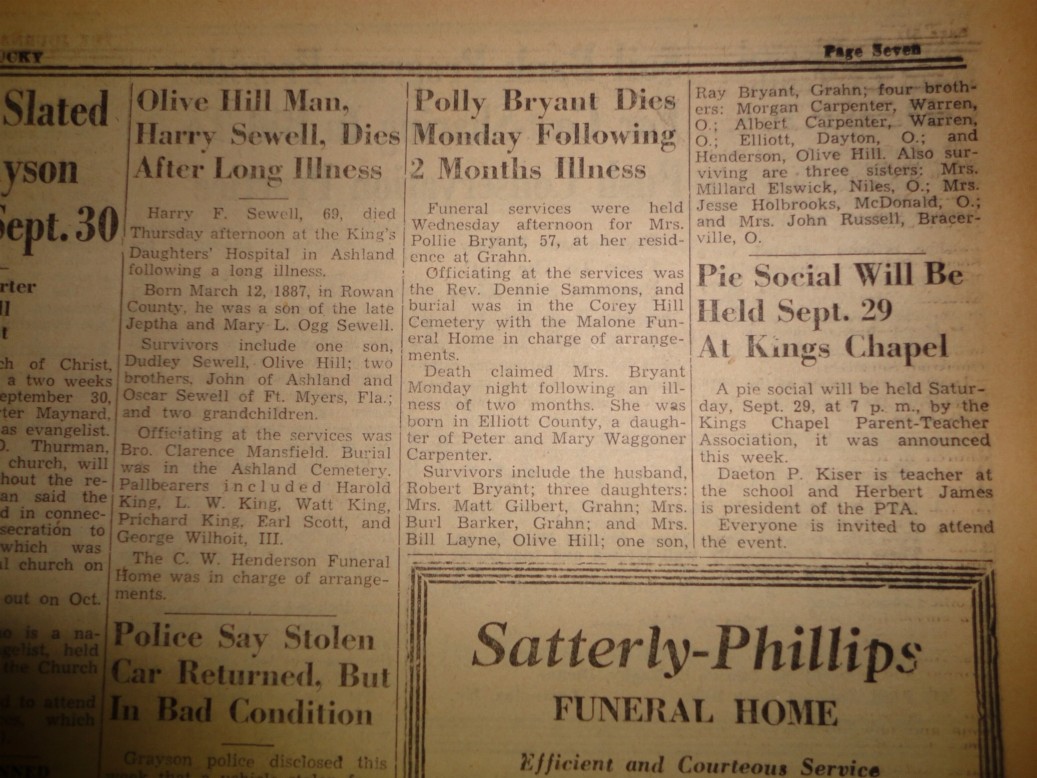 UCKY
Page Seven
Slated
yson
Sept. 30
rter
ll
t
ch of Christ,
a two weeks
eptember 30,
rter Maynard,
as evangelist.
O. Thurman,
church, will
hout the re-
an said the
d in connec-
secration to
which was
al church on
out on Oct.
o is a na-
gelist, held
the Church
d to attend
which
Olive Hill Man,
Harry Sewell, Dies
After Long Illness
Harry F. Sewell, 69, died
Thursday afternoon at the King's
Daughters' Hospital in Ashland
following a long illness.
Born March 12, 1887, in Rowan
County, he was a son of the late
Jeptha and Mary L. Ogg Sewell.
Survivors include one son,
Dudley Sewell, Olive Hill; two
brothers, John of Ashland and
Oscar Sewell of Ft. Myers, Fla.;
and two grandchildren.
Officiating at the services was
Bro. Clarence Mansfield. Burial
was in the Ashland Cemetery.
Pallbearers included Harold
King, L. W. King, Watt King,
Prichard King, Earl Scott, and
George Wilhoit, III.
The C. W. Henderson Funeral
Home was in charge of arrange-
ments.
Police Say Stolen
Car Returned, But
In Bad Condition
Grayson police disclosed this
Polly Bryant Dies
Monday Following
2 Months Illness
Funeral services were held
Wednesday afternoon for Mrs.
Pollie Bryant, 57, at her resid-
ence at Grahn.
Officiating at the services was
the Rev. Dennie Sammons, and
burial was in the Corey Hill
Cemetery with the Malone Fun-
eral Home in charge of arrange-
ments.
Death claimed Mrs. Bryant
Monday night following an ill-
ness of two months. She was
born in Elliott County, a daugh-
ter of Peter and Mary Waggoner
Carpenter.
Survivors include the husband,
Robert Bryant; three daughters:
Mrs. Matt Gilbert, Grahn; Mrs.
Burl Barker, Grahn; and Mrs.
Bill Layne, Olive Hill; one son,
Ray Bryant, Grahn; four broth-
ers: Morgan Carpenter, Warren,
O.; Albert Carpenter, Warren,
O.; Elliott, Dayton, O.; and
Henderson, Olive Hill. Also sur-
viving are three sisters: Mrs.
Millard Elswick, Niles, O.; Mrs.
Jesse Holbrooks, McDonald, O.;
and Mrs. John Russell, Bracer-
ville, O.
Pie Social Will Be
Held Sept. 29
At Kings Chapel
A pie social will be held Satur-
day, Sept. 29, at 7 p. m., by the
Kings Chapel Parent-Teacher
Association, it was announced
this week.
Daeton P. Kiser is teacher at
the school and Herbert James
is president of the PTA.
Everyone is invited to attend
the event.
Satterly-Phillips
FUNERAL HOME
Efficient and Courteous Service